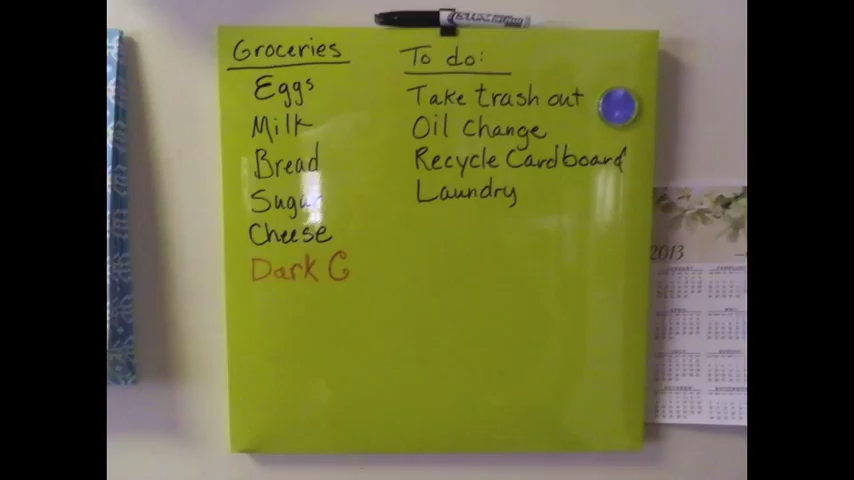 Groceries
Eggs
Milk
Bread
Sugar
Cheese
Dark C
To do:
Take trash out
Oil Change
Recycle Cardboard
Laundry
2013